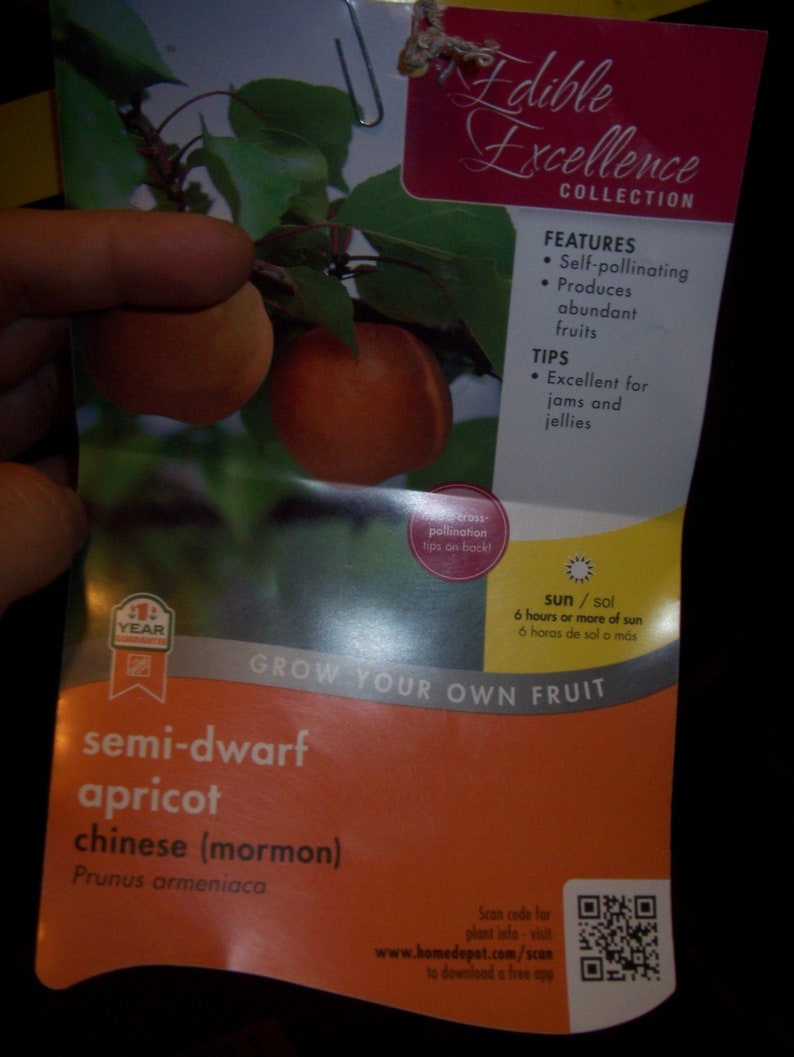 Edible
Excellence
COLLECTION
FEATURES
• Self-pollinating
• Produces
abundant
fruits
TIPS
• Excellent for
jams and
jellies
cross-
pollination
tips on back!
sun / sol
6 hours or more of sun
6 horas de sol o más
1
YEAR
GUARANTEE
GROW YOUR OWN FRUIT
semi-dwarf
apricot
chinese (mormon)
Prunus armeniaca
Scan code for
plant info - visit
www.homedepot.com/scan
to download a free app